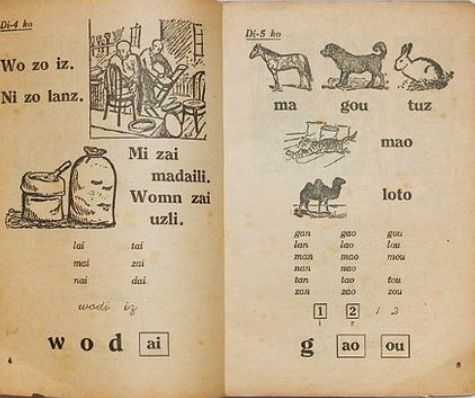 Di-4 ko
Wo zo iz.
Ni zo lanz.
Mi zai
madaili.
Womn zai
uzli.
lai tai
mai zai
nai dai
wodi iz
w o d ai
4
Di-5 ko
ma gou tuz
mao
loto
gan gao gou
lan lao lou
man mao mou
nan nao
tan tao tou
zan zao zou
1 2 1 2
g ao ou